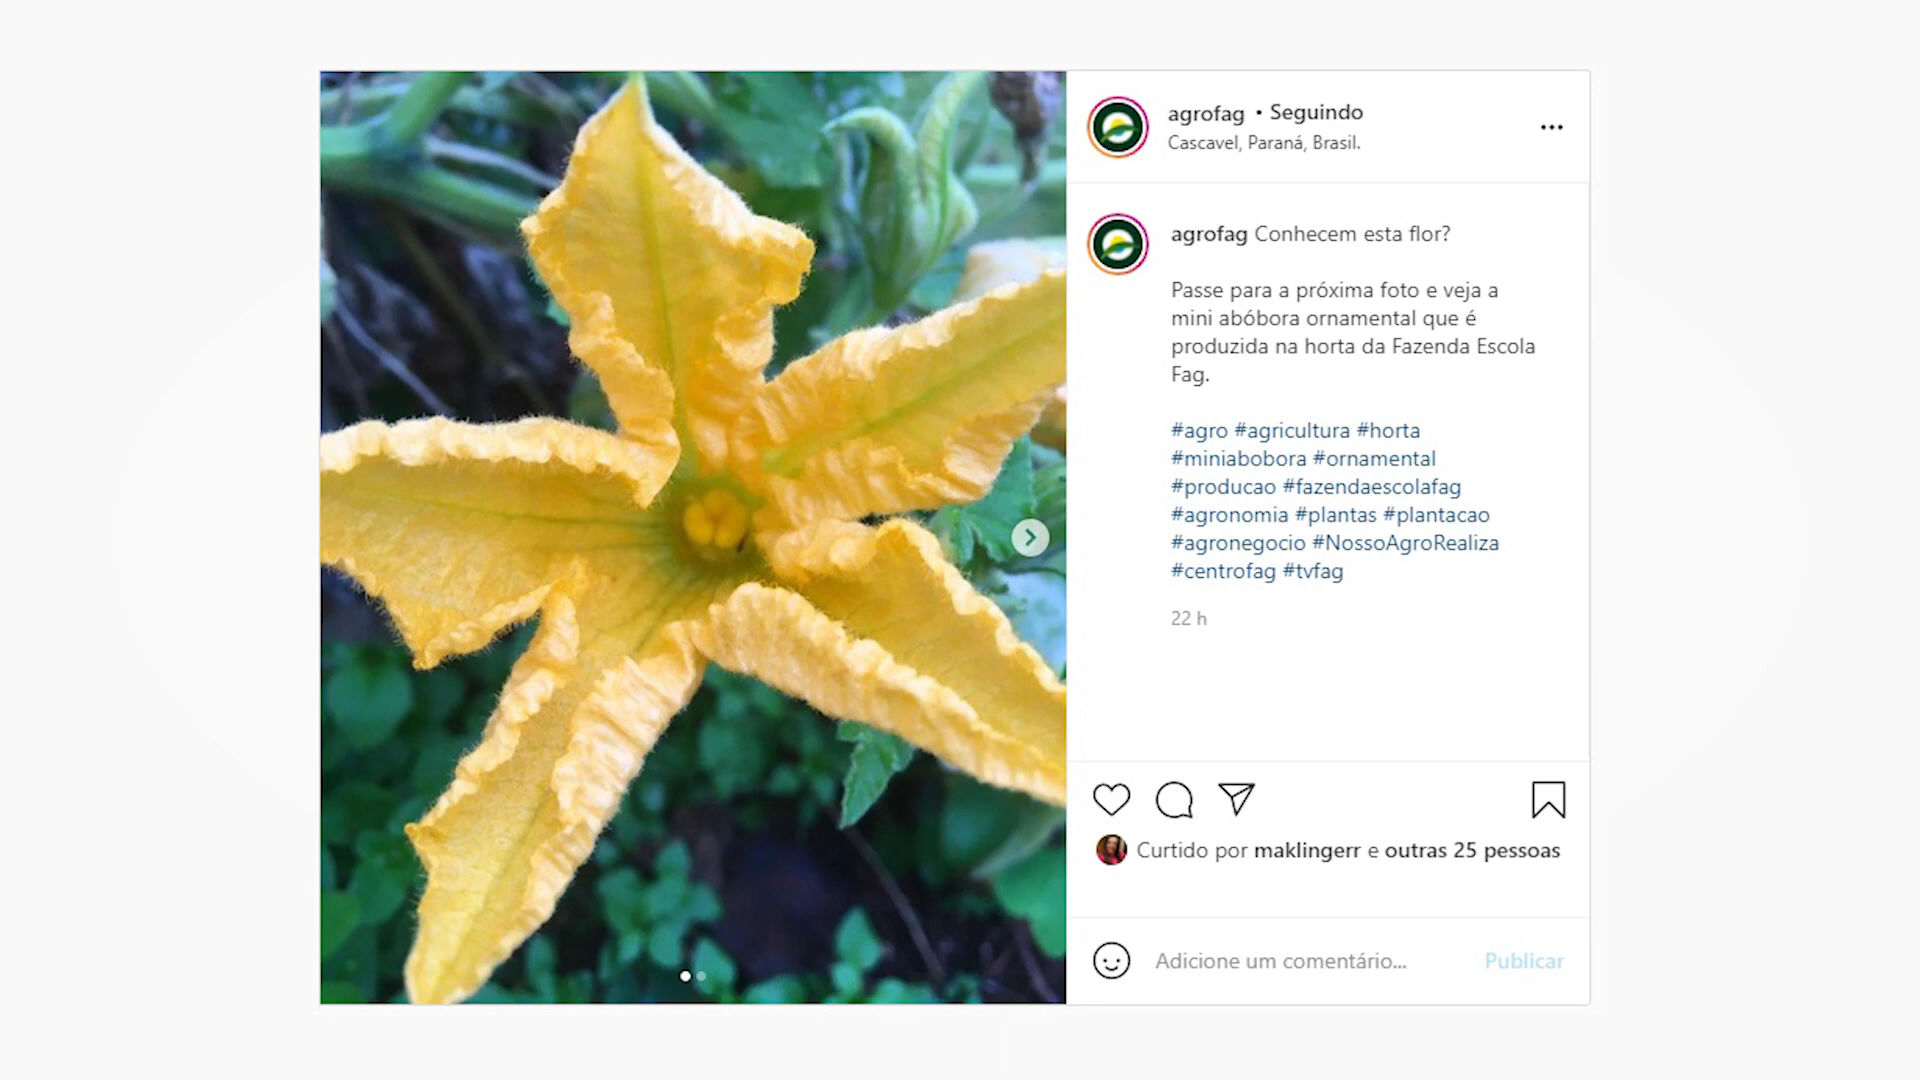 agrofag • Seguindo
Cascavel, Paraná, Brasil.
agrofag Conhecem esta flor?
Passe para a próxima foto e veja a
mini abóbora ornamental que é
produzida na horta da Fazenda Escola
Fag.
#agro #agricultura #horta
#miniabobora #ornamental
#producao #fazendaescolafag
#agronomia #plantas #plantacao
#agronegocio #NossoAgroRealiza
#centrofag #tvfag
22 h
Curtido por maklingerr e outras 25 pessoas
Adicione um comentário... Publicar